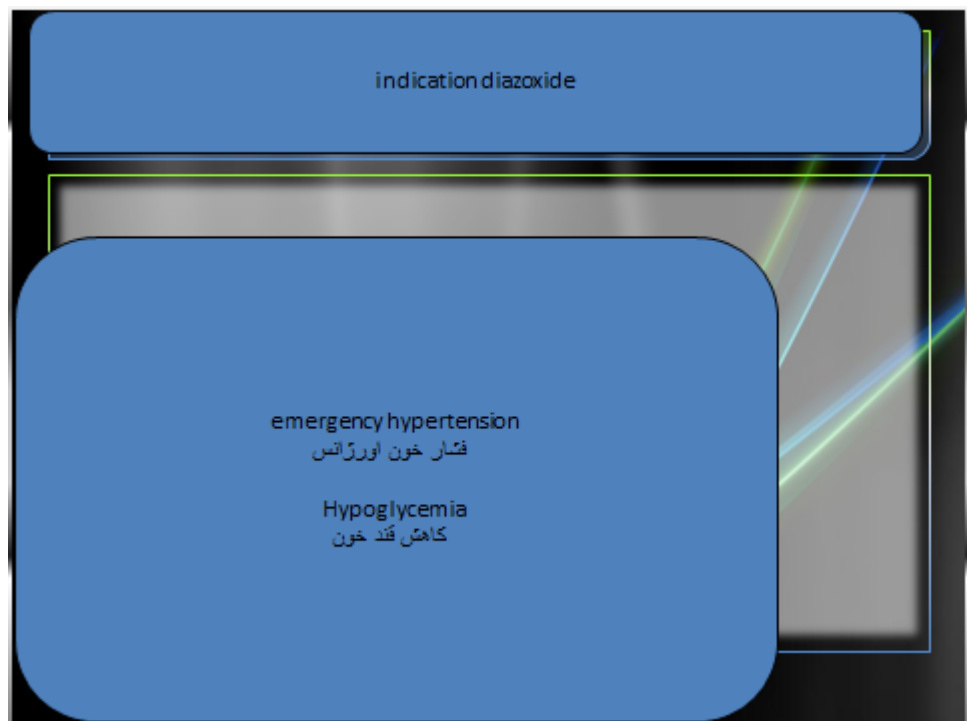 indication diazoxide
emergency hypertension
فشار خون اورژانس
Hypoglycemia
کاهش قند خون